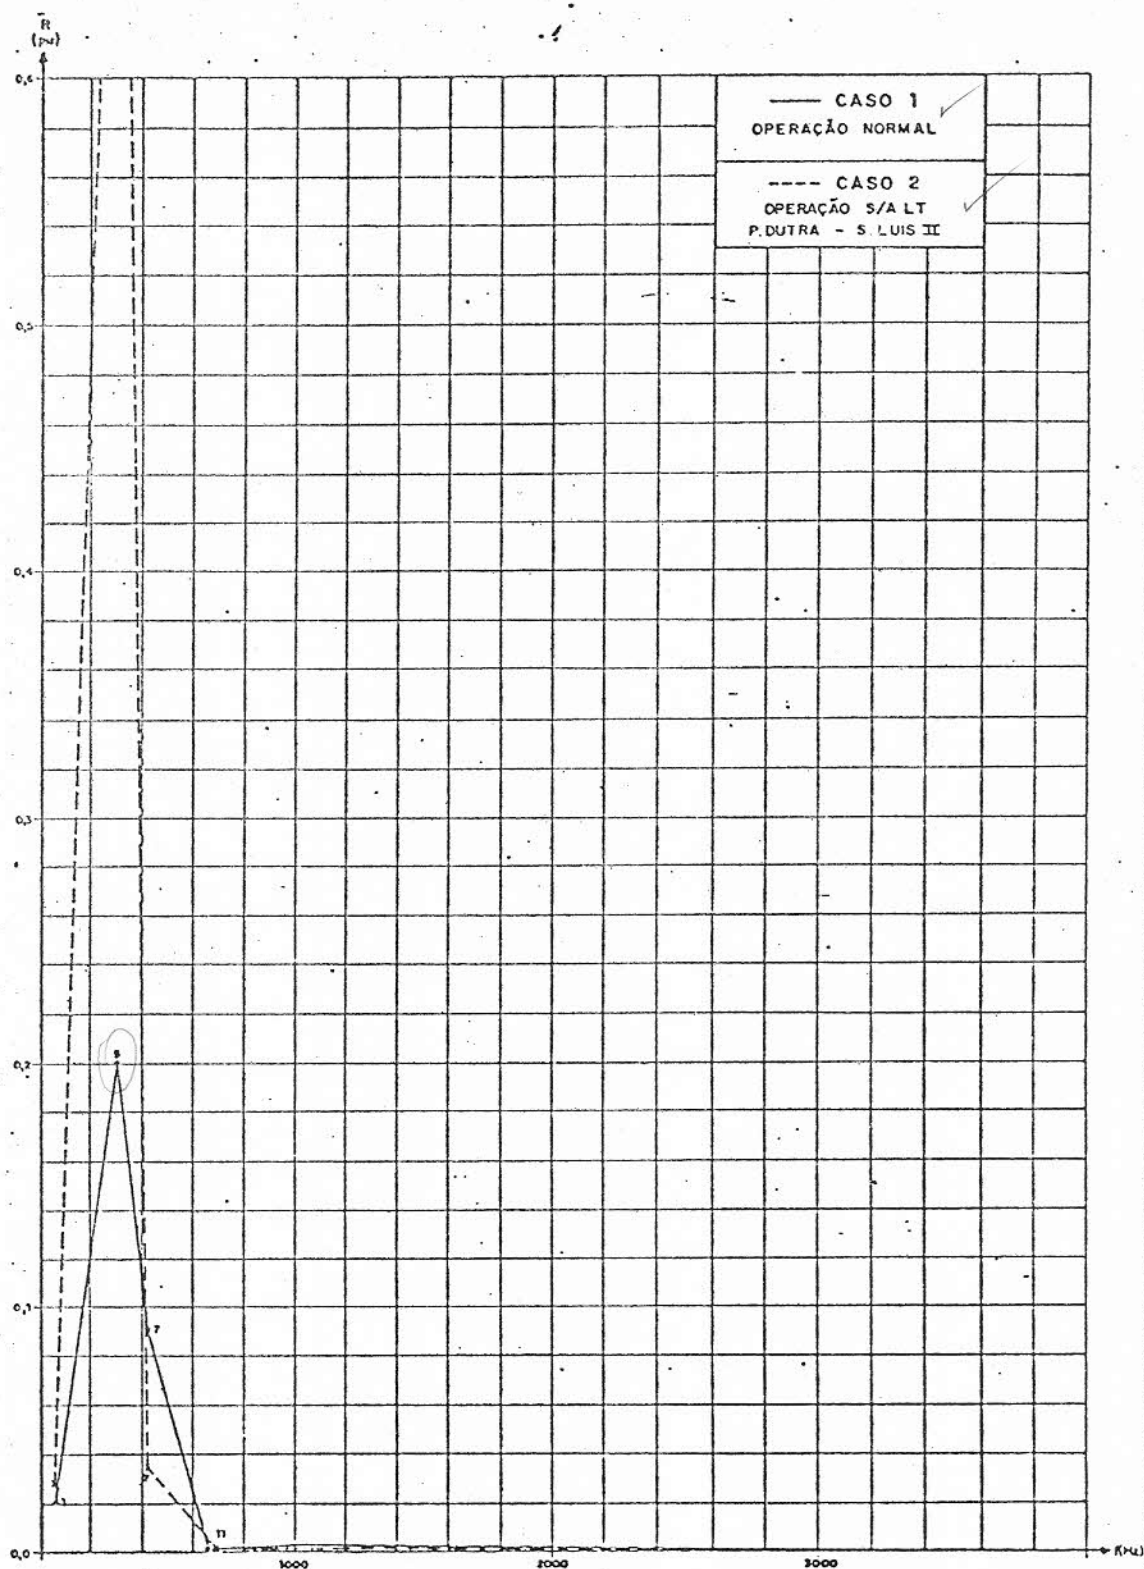 R
(pu)
0,6
CASO 1
OPERAÇÃO NORMAL
CASO 2
OPERAÇÃO S/A LT
P. DUTRA - S. LUIS II
0,5
0,4
0,3
5
0,2
0,1
7
11
0,0
1000
2000
3000
f(Hz)